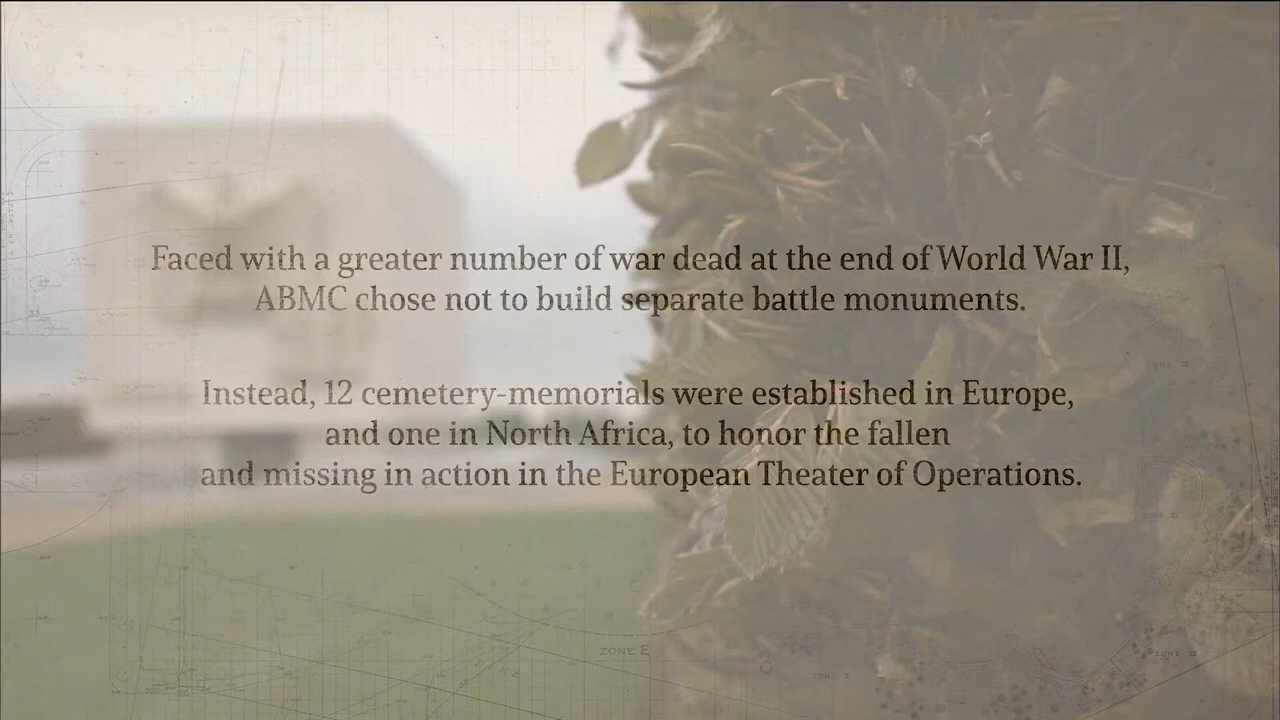 Faced with a greater number of war dead at the end of World War II,
ABMC chose not to build separate battle monuments.
Instead, 12 cemetery-memorials were established in Europe,
and one in North Africa, to honor the fallen
and missing in action in the European Theater of Operations.
ZONE E